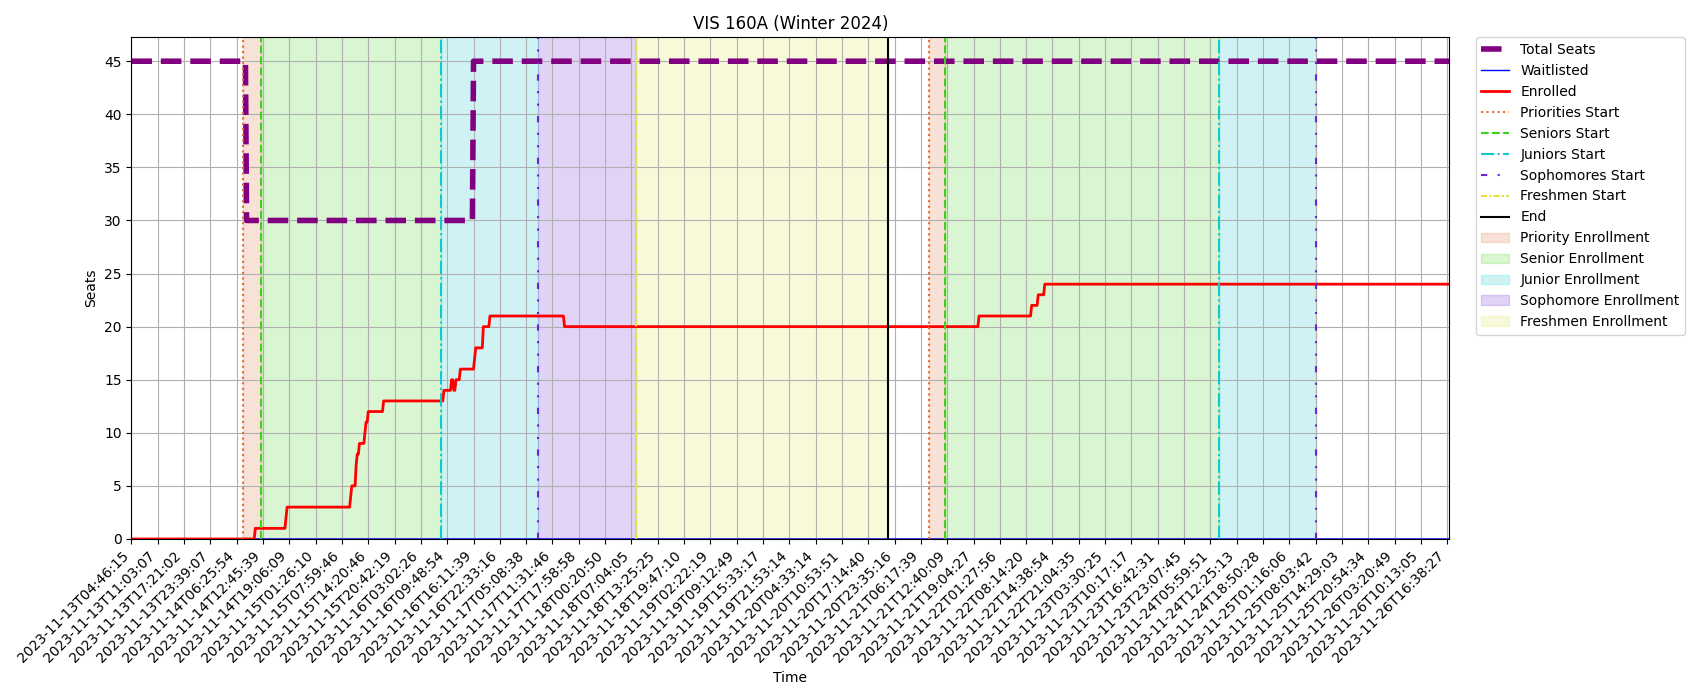 VIS 160A (Winter 2024)
Seats
45
40
35
30
25
20
15
10
5
0
2023-11-13T04:46:15
2023-11-13T11:03:07
2023-11-13T17:21:02
2023-11-13T23:39:07
2023-11-14T06:25:54
2023-11-14T12:45:39
2023-11-14T19:06:09
2023-11-15T01:26:10
2023-11-15T07:59:46
2023-11-15T14:20:46
2023-11-15T20:42:19
2023-11-16T03:02:26
2023-11-16T09:48:54
2023-11-16T16:11:39
2023-11-16T22:33:16
2023-11-17T05:08:38
2023-11-17T11:31:46
2023-11-17T17:58:58
2023-11-18T00:20:50
2023-11-18T07:04:05
2023-11-18T13:25:25
2023-11-18T19:47:10
2023-11-19T02:22:19
2023-11-19T09:12:49
2023-11-19T15:33:17
2023-11-19T21:53:14
2023-11-20T04:33:14
2023-11-20T10:53:51
2023-11-20T17:14:40
2023-11-20T23:35:16
2023-11-21T06:17:39
2023-11-21T12:40:09
2023-11-21T19:04:27
2023-11-22T01:27:56
2023-11-22T08:14:20
2023-11-22T14:38:54
2023-11-22T21:04:35
2023-11-23T03:30:25
2023-11-23T10:17:17
2023-11-23T16:42:31
2023-11-23T23:07:45
2023-11-24T05:59:51
2023-11-24T12:25:13
2023-11-24T18:50:28
2023-11-25T01:16:06
2023-11-25T08:03:42
2023-11-25T14:29:03
2023-11-25T20:54:34
2023-11-26T03:20:49
2023-11-26T10:13:05
2023-11-26T16:38:27
Time
Total Seats
Waitlisted
Enrolled
Priorities Start
Seniors Start
Juniors Start
Sophomores Start
Freshmen Start
End
Priority Enrollment
Senior Enrollment
Junior Enrollment
Sophomore Enrollment
Freshmen Enrollment